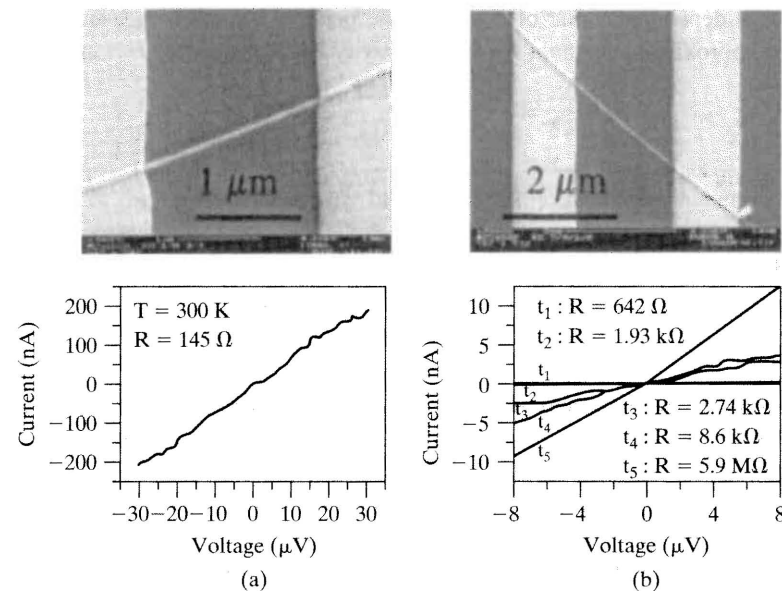 1 μm
2 μm
Current (nA)
200
100
0
−100
−200
T = 300 K
R = 145 Ω
−30−20−10 0 10 20 30
Voltage (μV)
(a)
Current (nA)
10
5
0
−5
−10
t1 : R = 642 Ω
t2 : R = 1.93 kΩ
t1
t2
t3
t4
t5
t3 : R = 2.74 kΩ
t4 : R = 8.6 kΩ
t5 : R = 5.9 MΩ
−8 −4 0 4 8
Voltage (μV)
(b)